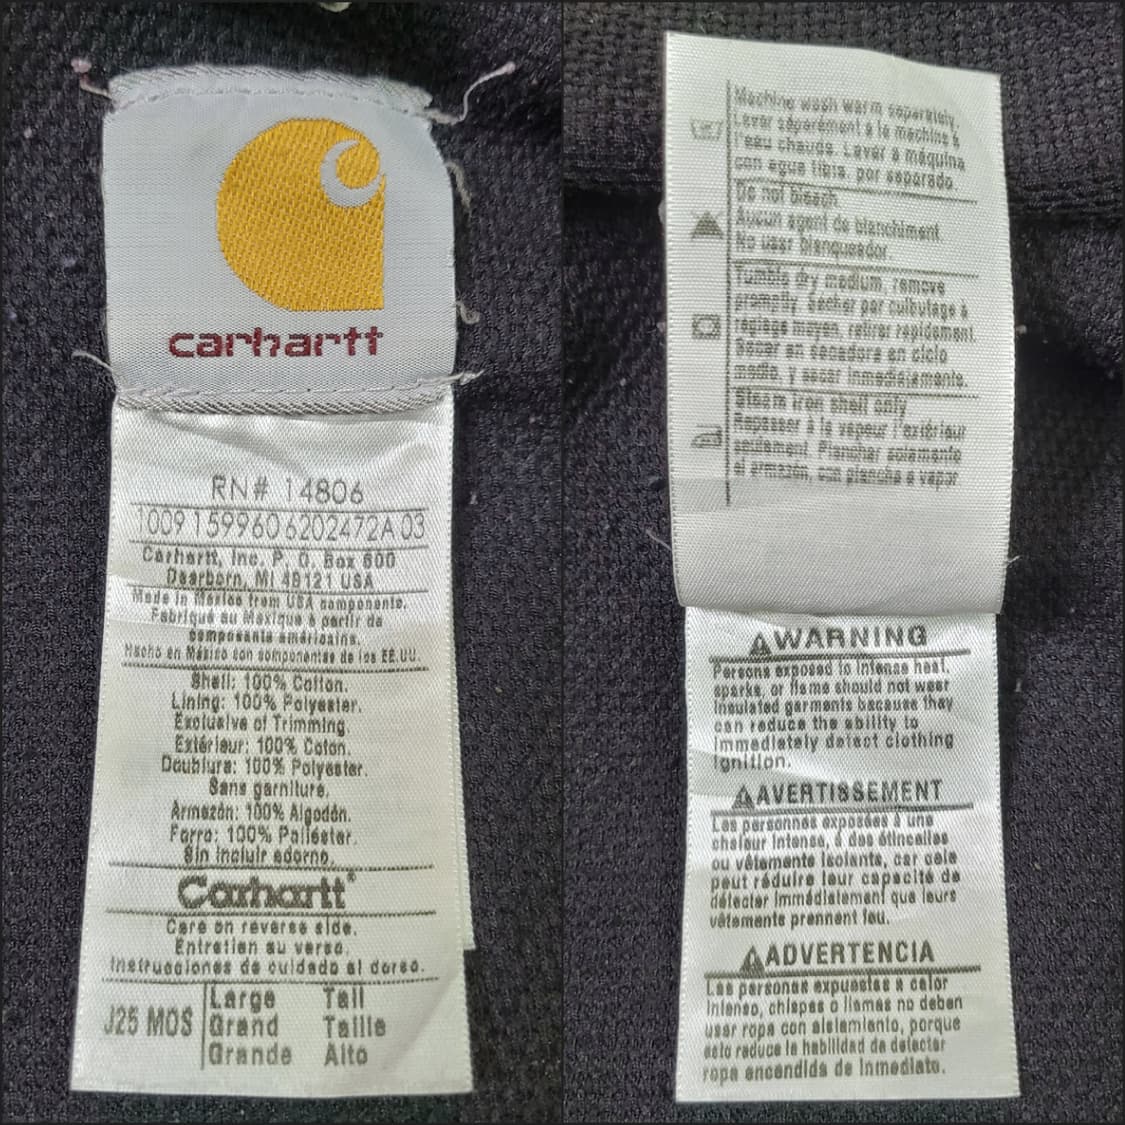 carhartt
RN# 14806
1009 159960 6202472A 03
Carhartt, Inc. P. O. Box 600
Dearborn, MI 48121 USA
Made in Mexico from USA components.
Fabriqué au Mexique à partir de
composants américains.
Hecho en México con componentes de los EE.UU.
Shell: 100% Cotton.
Lining: 100% Polyester.
Exclusive of Trimming.
Extérieur: 100% Coton.
Doublure: 100% Polyester.
Sans garniture.
Armazón: 100% Algodón.
Forro: 100% Poliéster.
Sin incluir adorno.
Carhartt®
Care on reverse side.
Entretien au verso.
Instrucciones de cuidado al dorso.
J25 MOS
Large Tall
Grand Taille
Grande Alto
Machine wash warm separately.
Laver séparément à la machine à
l'eau chaude. Lavar a máquina
con agua tibia, por separado.
Do not bleach.
Aucun agent de blanchiment.
No usar blanqueador.
Tumble dry medium, remove
promptly. Sécher par culbutage à
réglage moyen, retirer rapidement.
Secar en secadora en ciclo
medio, y sacar inmediatamente.
Steam iron shell only
Repasser à la vapeur l'extérieur
seulement. Planchar solamente
el armazón, con plancha a vapor.
⚠WARNING
Persons exposed to intense heat,
sparks, or flame should not wear
insulated garments because they
can reduce the ability to
immediately detect clothing
ignition.
⚠AVERTISSEMENT
Les personnes exposées à une
chaleur intense, à des étincelles
ou vêtements isolants, car cela
peut réduire leur capacité de
détecter immédiatement que leurs
vêtements prennent feu.
⚠ADVERTENCIA
Las personas expuestas a calor
intenso, chispas o llamas no deben
usar ropa con aislamiento, porque
esto reduce la habilidad de detectar
ropa encendida de inmediato.